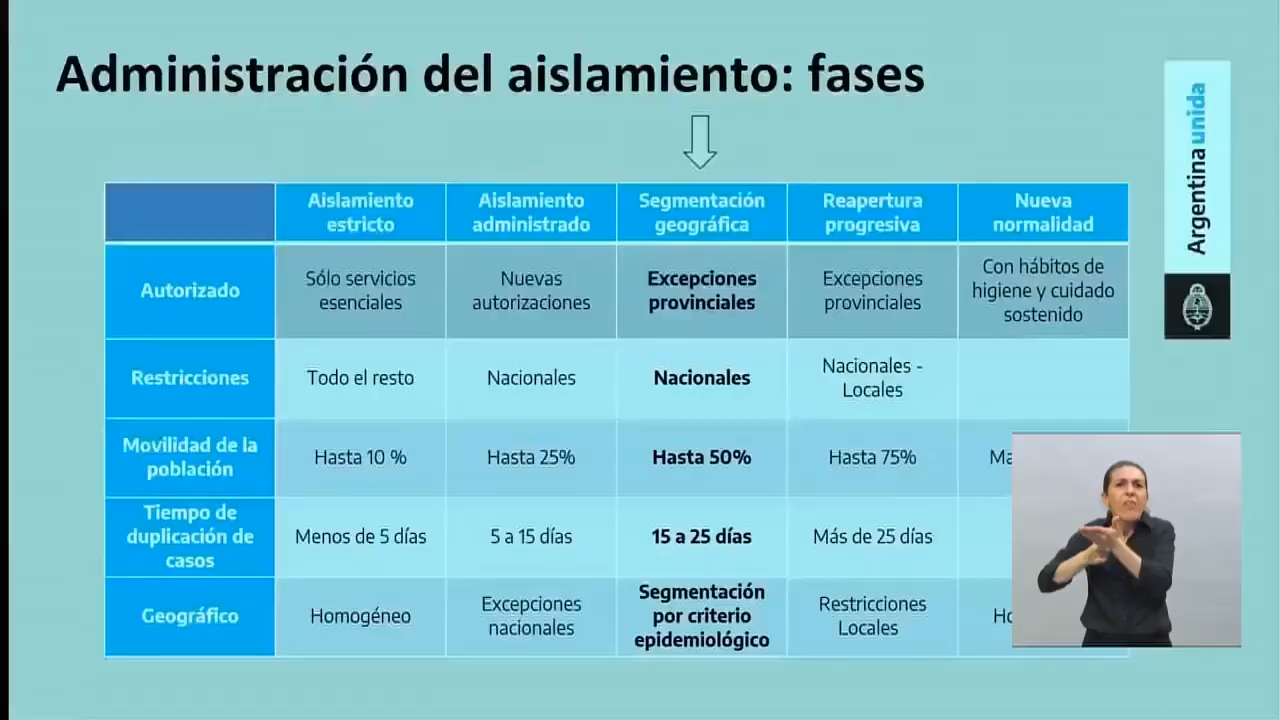 Administración del aislamiento: fases
Argentina unida
Aislamiento
estricto
Aislamiento
administrado
Segmentación
geográfica
Reapertura
progresiva
Nueva
normalidad
Autorizado
Sólo servicios
esenciales
Nuevas
autorizaciones
Excepciones
provinciales
Excepciones
provinciales
Con hábitos de
higiene y cuidado
sostenido
Restricciones
Todo el resto
Nacionales
Nacionales
Nacionales -
Locales
Movilidad de la
población
Hasta 10 %
Hasta 25%
Hasta 50%
Hasta 75%
Tiempo de
duplicación de
casos
Menos de 5 días
5 a 15 días
15 a 25 días
Más de 25 días
Geográfico
Homogéneo
Excepciones
nacionales
Segmentación
por criterio
epidemiológico
Restricciones
Locales